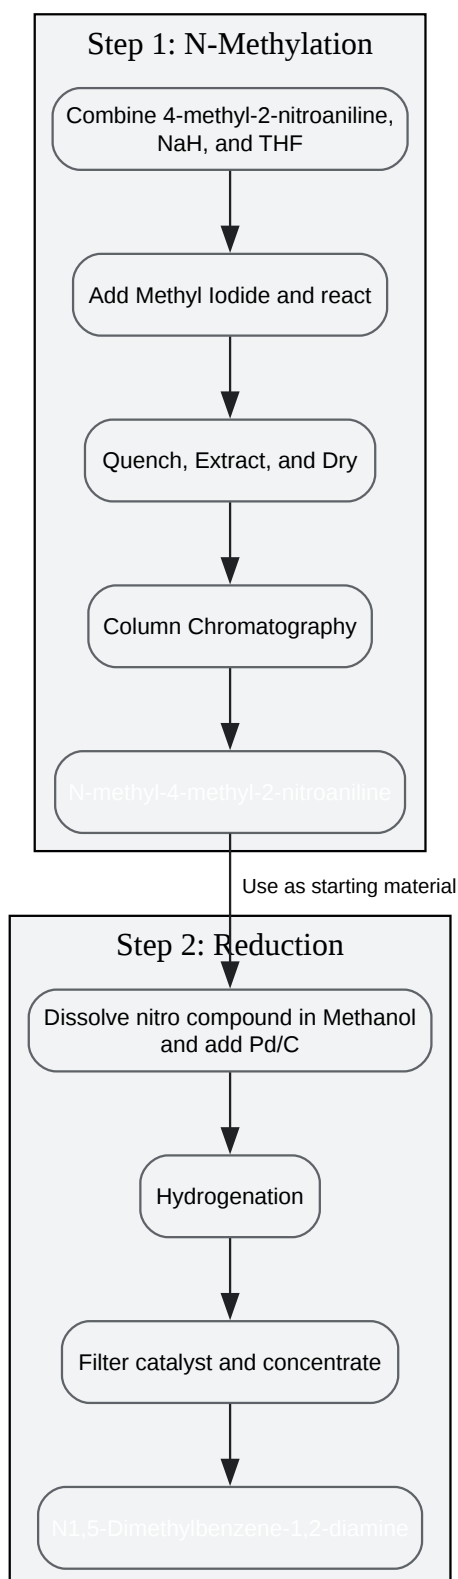 Step 1: N-Methylation
Combine 4-methyl-2-nitroaniline,
NaH, and THF
Add Methyl Iodide and react
Quench, Extract, and Dry
Column Chromatography
N-methyl-4-methyl-2-nitroaniline
Use as starting material
Step 2: Reduction
Dissolve nitro compound in Methanol
and add Pd/C
Hydrogenation
Filter catalyst and concentrate
N1,5-Dimethylbenzene-1,2-diamine